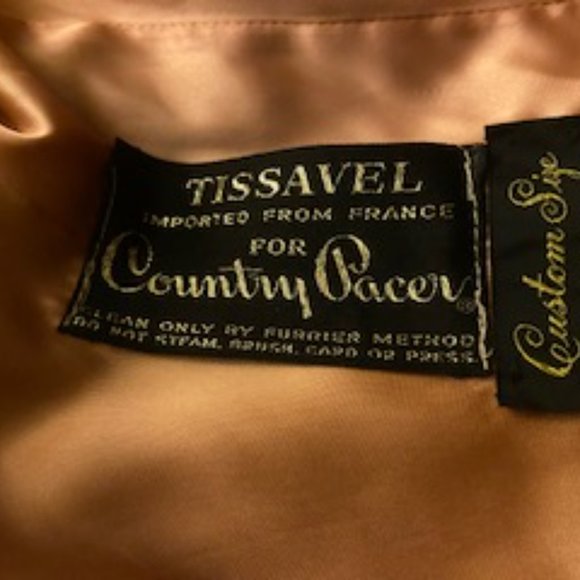 TISSAVEL
IMPORTED FROM FRANCE
FOR
Country Pacer®
CLEAN ONLY BY FURRIER METHOD
DO NOT STEAM, BRUSH, CARD OR PRESS.
Custom Size